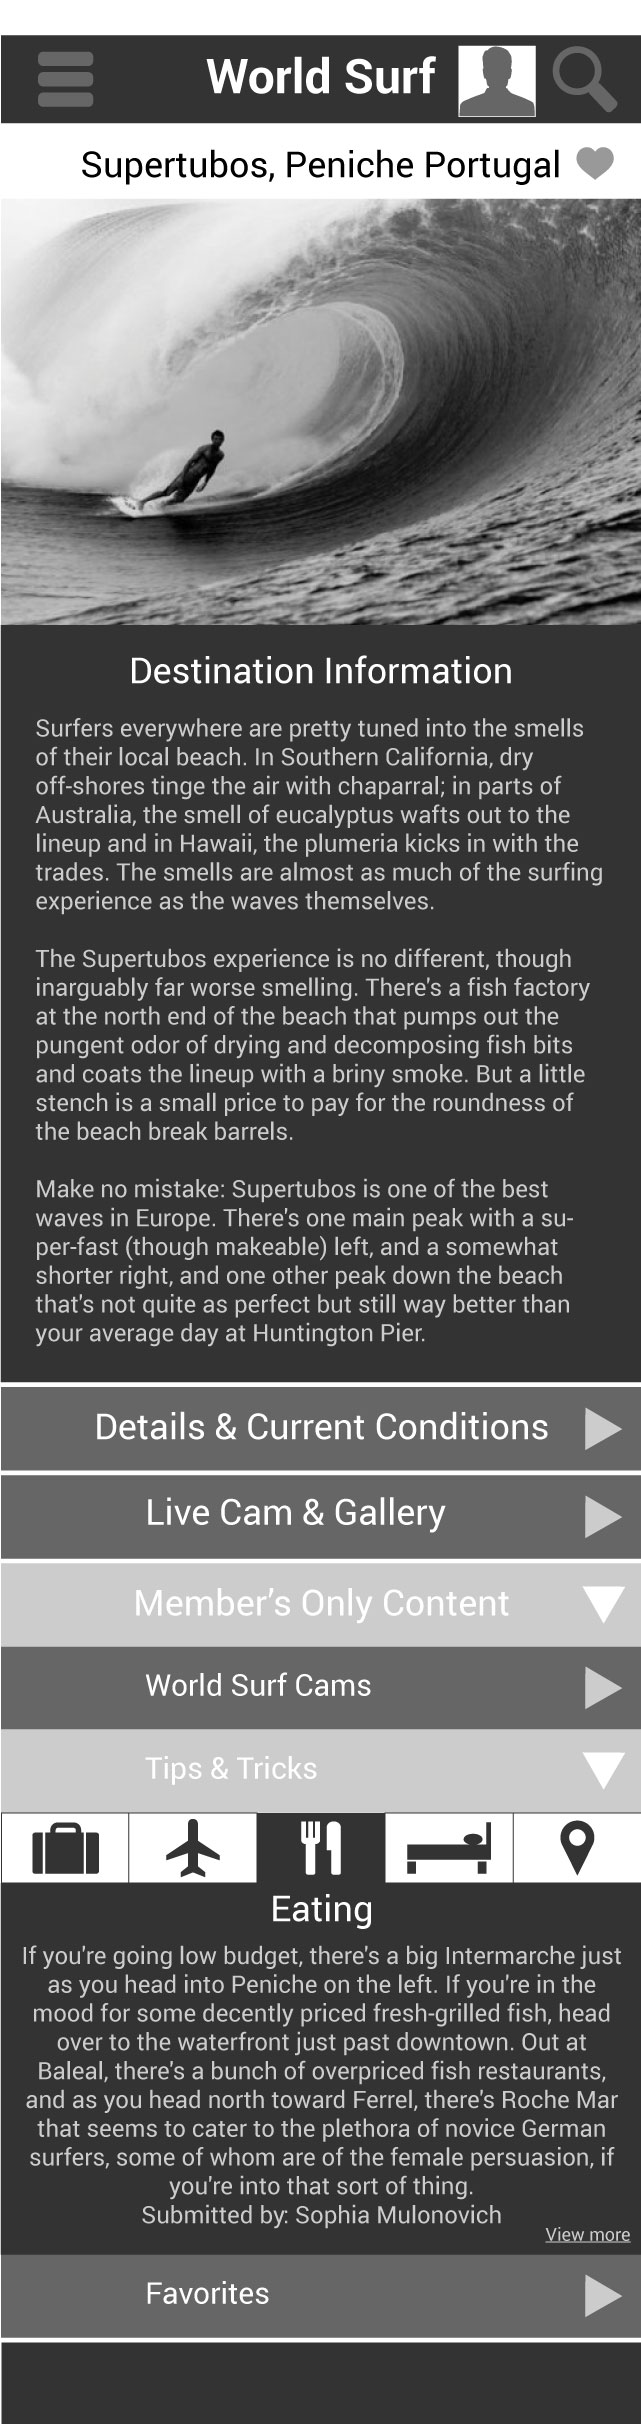 World Surf
Supertubos, Peniche Portugal
Destination Information
Surfers everywhere are pretty tuned into the smells
of their local beach. In Southern California, dry
off-shores tinge the air with chaparral; in parts of
Australia, the smell of eucalyptus wafts out to the
lineup and in Hawaii, the plumeria kicks in with the
trades. The smells are almost as much of the surfing
experience as the waves themselves.
The Supertubos experience is no different, though
inarguably far worse smelling. There's a fish factory
at the north end of the beach that pumps out the
pungent odor of drying and decomposing fish bits
and coats the lineup with a briny smoke. But a little
stench is a small price to pay for the roundness of
the beach break barrels.
Make no mistake: Supertubos is one of the best
waves in Europe. There's one main peak with a su-
per-fast (though makeable) left, and a somewhat
shorter right, and one other peak down the beach
that's not quite as perfect but still way better than
your average day at Huntington Pier.
Details & Current Conditions
Live Cam & Gallery
Member’s Only Content
World Surf Cams
Tips & Tricks
Eating
If you're going low budget, there's a big Intermarche just
as you head into Peniche on the left. If you're in the
mood for some decently priced fresh-grilled fish, head
over to the waterfront just past downtown. Out at
Baleal, there's a bunch of overpriced fish restaurants,
and as you head north toward Ferrel, there's Roche Mar
that seems to cater to the plethora of novice German
surfers, some of whom are of the female persuasion, if
you're into that sort of thing.
Submitted by: Sophia Mulonovich
View more
Favorites